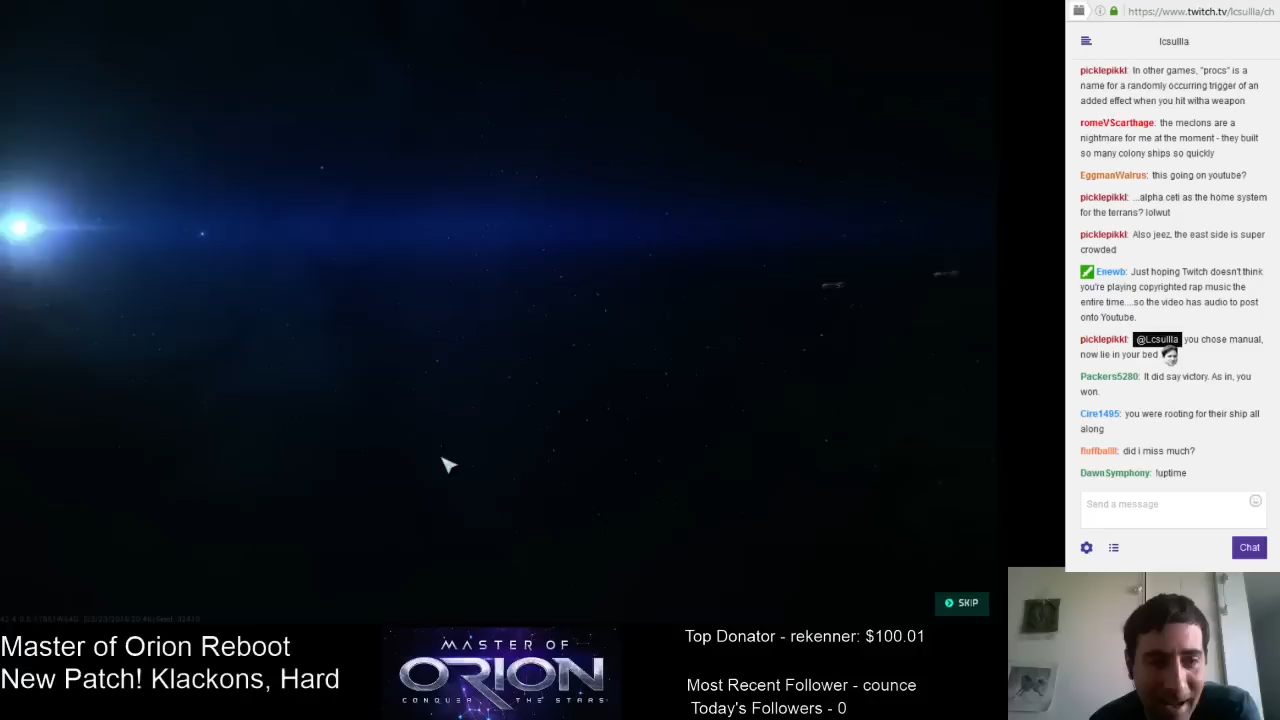 https://www.twitch.tv/lcsullla/ch
lcsullla
picklepikkl: In other games, "procs" is a
name for a randomly occurring trigger of an
added effect when you hit witha weapon
romeVScarthage: the meclons are a
nightmare for me at the moment - they built
so many colony ships so quickly
EggmanWalrus: this going on youtube?
picklepikkl: ...alpha ceti as the home system
for the terrans? lolwut
picklepikkl: Also jeez, the east side is super
crowded
Enewb: Just hoping Twitch doesn't think
you're playing copyrighted rap music the
entire time....so the video has audio to post
onto Youtube.
picklepikkl: @Lcsullla you chose manual,
now lie in your bed
Packers5280: It did say victory. As in, you
won.
Cire1495: you were rooting for their ship all
along
fluffballll: did i miss much?
DawnSymphony: !uptime
Send a message
Chat
SKIP
Master of Orion Reboot
New Patch! Klackons, Hard
MASTER OF
ORION
CONQUER THE STARS
Top Donator - rekenner: $100.01
Most Recent Follower - counce
Today's Followers - 0